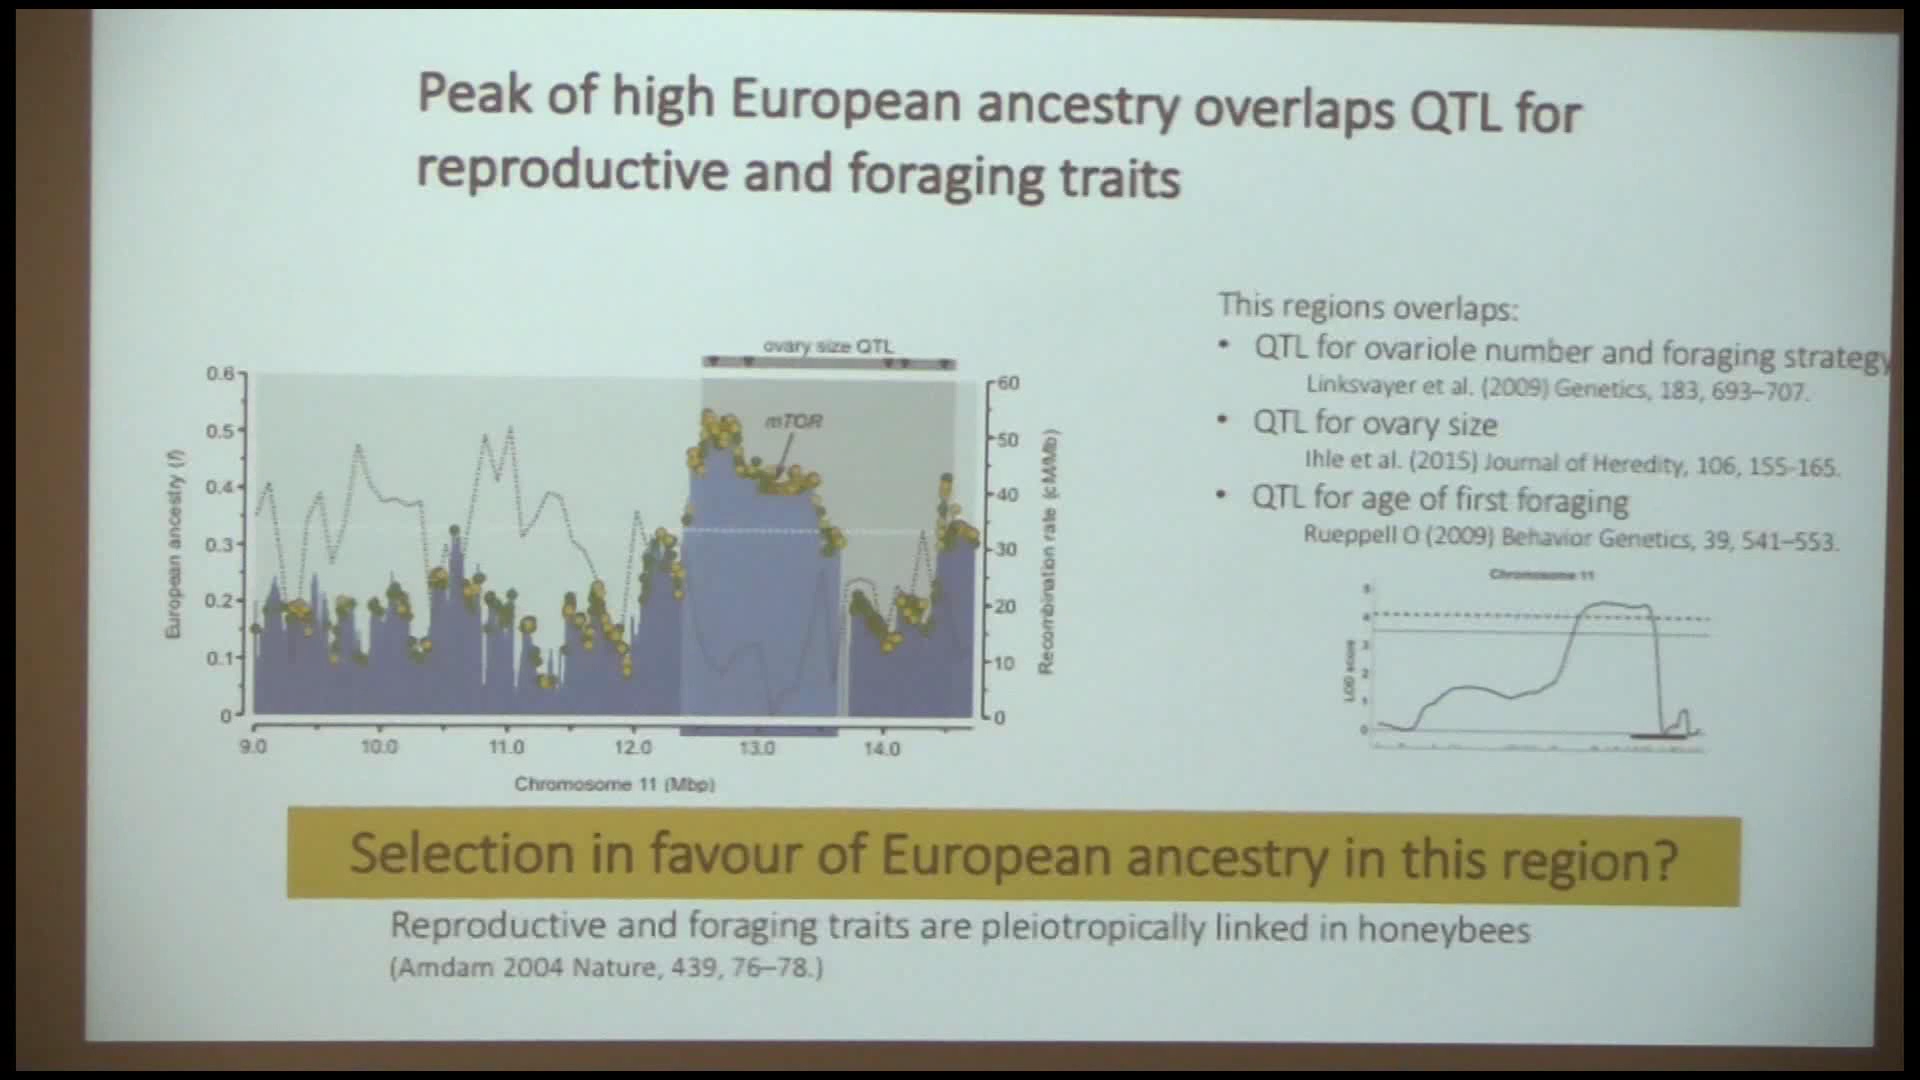 Peak of high European ancestry overlaps QTL for
reproductive and foraging traits
This regions overlaps:
• QTL for ovariole number and foraging strategy
Linksvayer et al. (2009) Genetics, 183, 693–707.
• QTL for ovary size
Ihle et al. (2015) Journal of Heredity, 106, 155-165.
• QTL for age of first foraging
Rueppell O (2009) Behavior Genetics, 39, 541–553.
ovary size QTL
mTOR
European ancestry (f)
0.6
0.5
0.4
0.3
0.2
0.1
0
60
50
40
30
20
10
0
Recombination rate (cM/Mb)
9.0 10.0 11.0 12.0 13.0 14.0
Chromosome 11 (Mbp)
Chromosome 11
LOD score
5
4
3
2
1
0
Selection in favour of European ancestry in this region?
Reproductive and foraging traits are pleiotropically linked in honeybees
(Amdam 2004 Nature, 439, 76–78.)